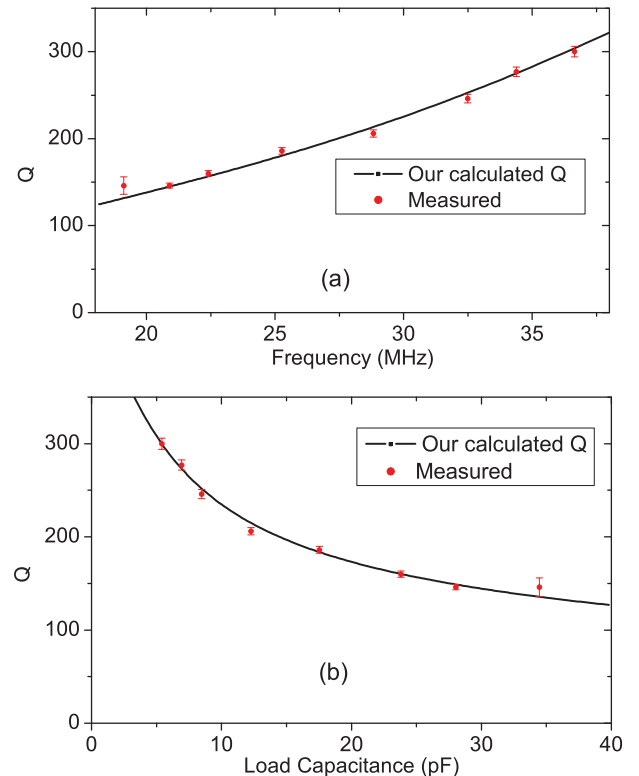 300
200
100
0
Q
Our calculated Q
Measured
(a)
20 25 30 35
Frequency (MHz)
300
200
100
0
Q
Our calculated Q
Measured
(b)
0 10 20 30 40
Load Capacitance (pF)